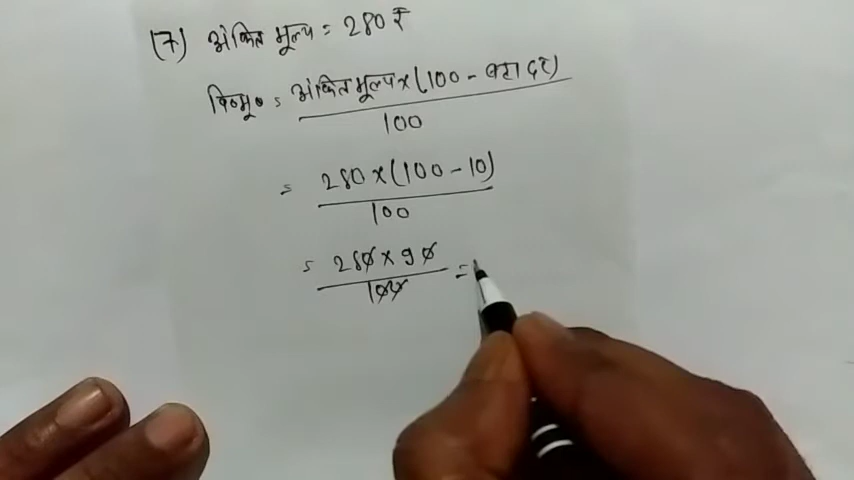 (7) अंकित मूल्य = 280 ₹
वि०मू० = अंकित मूल्य × (100 - बट्टा दर)
100
= 280 × (100 - 10)
100
= 280 × 90 =
100